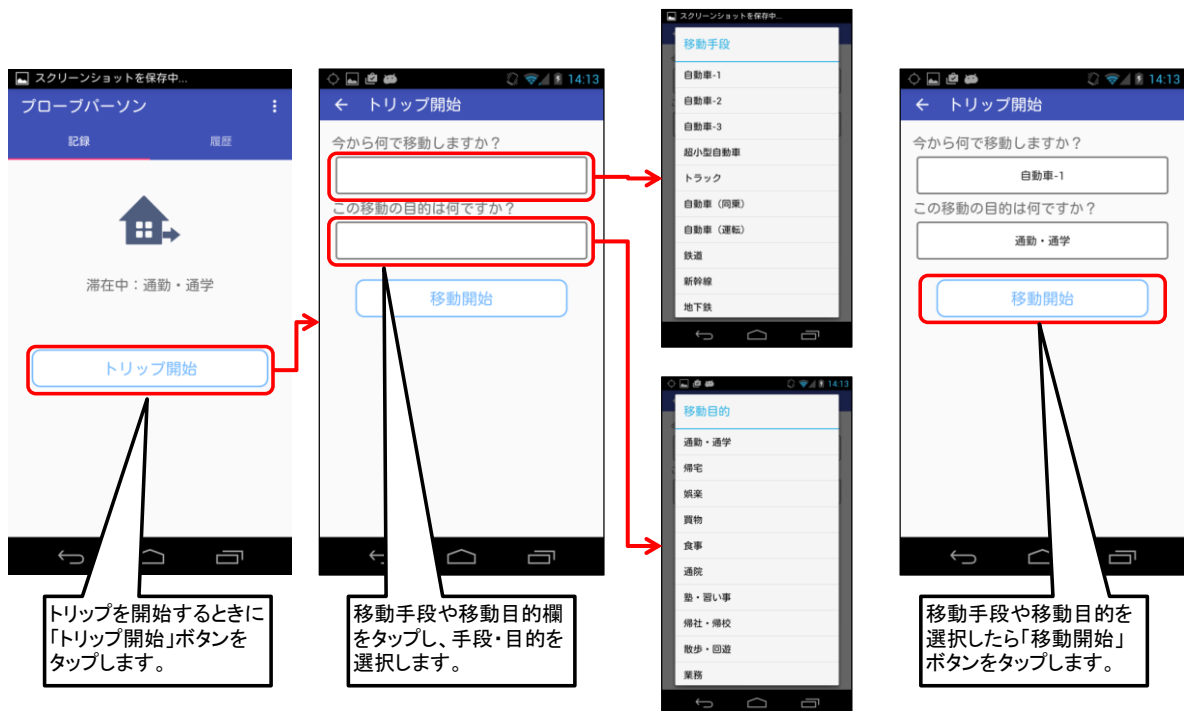 スクリーンショットを保存中...
プローブパーソン
記録 履歴
滞在中：通勤・通学
トリップ開始
トリップを開始するときに
「トリップ開始」ボタンを
タップします。
14:13
← トリップ開始
今から何で移動しますか？
この移動の目的は何ですか？
移動開始
移動手段や移動目的欄
をタップし、手段・目的を
選択します。
スクリーンショットを保存中...
移動手段
自動車-1
自動車-2
自動車-3
超小型自動車
トラック
自動車（同乗）
自動車（運転）
鉄道
新幹線
地下鉄
14:13
移動目的
通勤・通学
帰宅
娯楽
買物
食事
通院
塾・習い事
帰社・帰校
散歩・回遊
業務
14:13
← トリップ開始
今から何で移動しますか？
自動車-1
この移動の目的は何ですか？
通勤・通学
移動開始
移動手段や移動目的を
選択したら「移動開始」
ボタンをタップします。